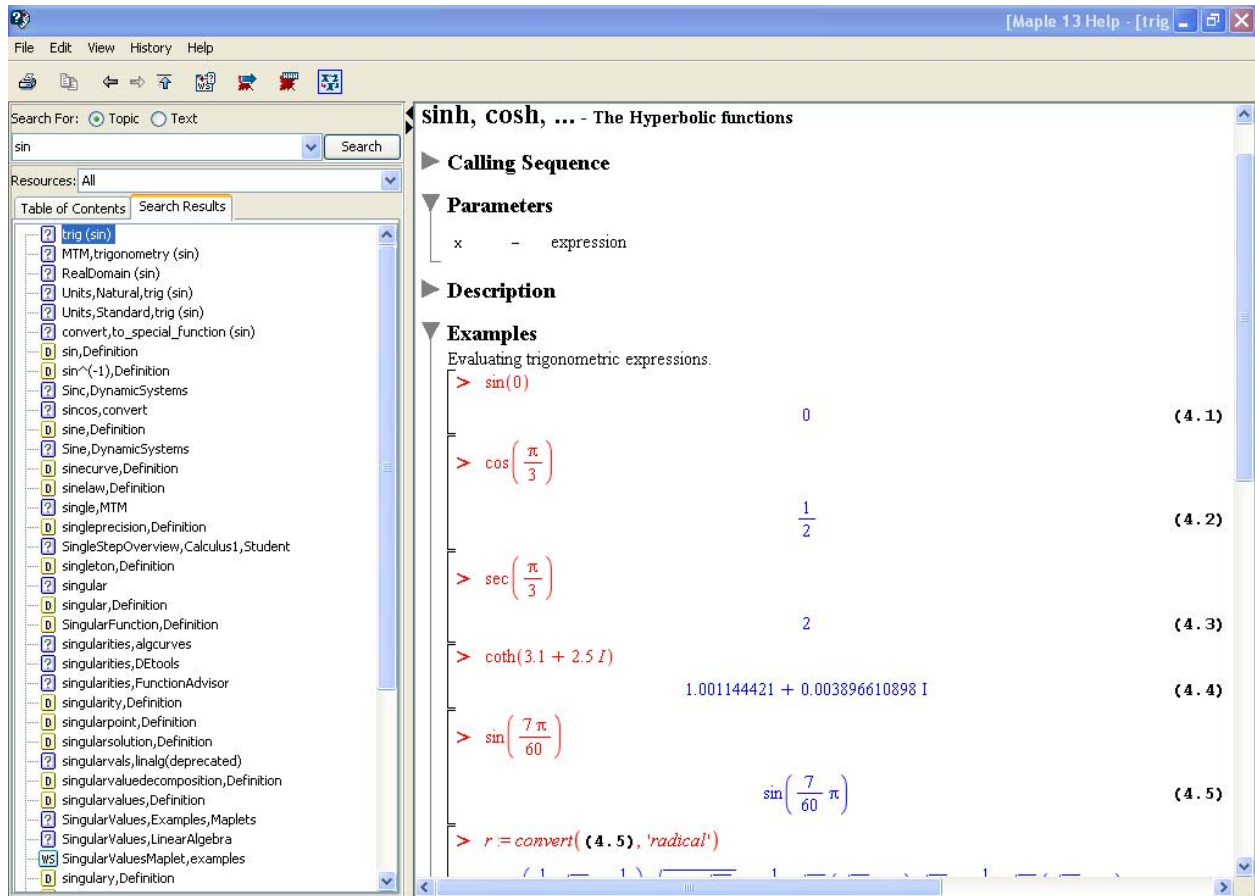 [Maple 13 Help - [trig
File Edit View History Help
Search For: Topic Text
sin Search
Resources: All
Table of Contents Search Results
trig (sin)
MTM,trigonometry (sin)
RealDomain (sin)
Units,Natural,trig (sin)
Units,Standard,trig (sin)
convert,to_special_function (sin)
sin,Definition
sin^(-1),Definition
Sinc,DynamicSystems
sincos,convert
sine,Definition
Sine,DynamicSystems
sinecurve,Definition
sinelaw,Definition
single,MTM
singleprecision,Definition
SingleStepOverview,Calculus1,Student
singleton,Definition
singular
singular,Definition
SingularFunction,Definition
singularities,algcurves
singularities,DEtools
singularities,FunctionAdvisor
singularity,Definition
singularpoint,Definition
singularsolution,Definition
singularvals,linalg(deprecated)
singularvaluedecomposition,Definition
singularvalues,Definition
SingularValues,Examples,Maplets
SingularValues,LinearAlgebra
WS SingularValuesMaplet,examples
singulary,Definition
sinh, cosh, ... - The Hyperbolic functions
Calling Sequence
Parameters
x – expression
Description
Examples
Evaluating trigonometric expressions.
> sin(0)
0 (4.1)
> cos(π/3)
1/2 (4.2)
> sec(π/3)
2 (4.3)
> coth(3.1 + 2.5 I)
1.001144421 + 0.003896610898 I (4.4)
> sin(7 π/60)
sin(7/60 π) (4.5)
> r := convert( (4.5), 'radical')